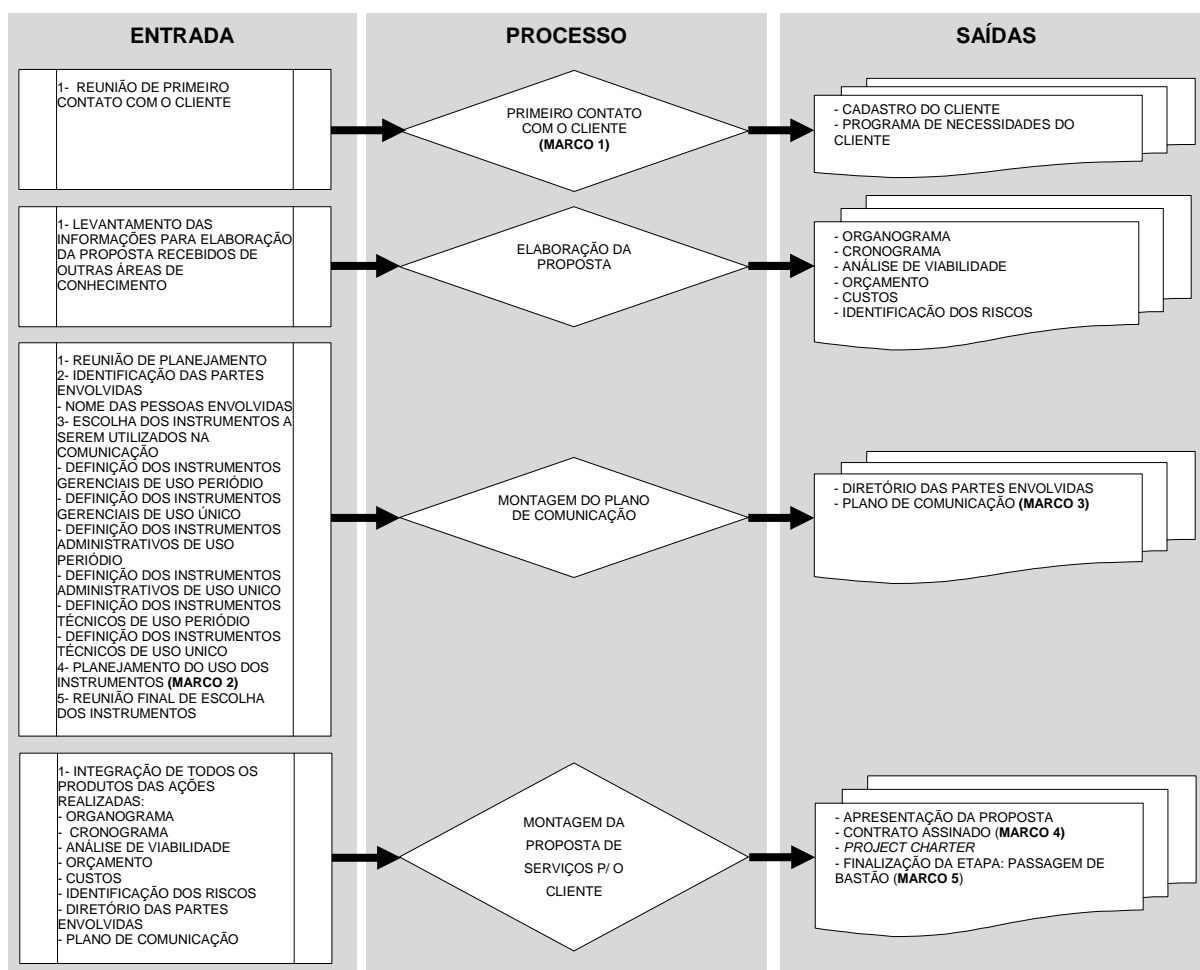 ENTRADA
PROCESSO
SAÍDAS
1- REUNIÃO DE PRIMEIRO
CONTATO COM O CLIENTE
PRIMEIRO CONTATO
COM O CLIENTE
(MARCO 1)
- CADASTRO DO CLIENTE
- PROGRAMA DE NECESSIDADES DO
CLIENTE
1- LEVANTAMENTO DAS
INFORMAÇÕES PARA ELABORAÇÃO
DA PROPOSTA RECEBIDOS DE
OUTRAS ÁREAS DE
CONHECIMENTO
ELABORAÇÃO DA
PROPOSTA
- ORGANOGRAMA
- CRONOGRAMA
- ANÁLISE DE VIABILIDADE
- ORÇAMENTO
- CUSTOS
- IDENTIFICAÇÃO DOS RISCOS
1- REUNIÃO DE PLANEJAMENTO
2- IDENTIFICAÇÃO DAS PARTES
ENVOLVIDAS
- NOME DAS PESSOAS ENVOLVIDAS
3- ESCOLHA DOS INSTRUMENTOS A
SEREM UTILIZADOS NA
COMUNICAÇÃO
- DEFINIÇÃO DOS INSTRUMENTOS
GERENCIAIS DE USO PERIÓDIO
- DEFINIÇÃO DOS INSTRUMENTOS
GERENCIAIS DE USO ÚNICO
- DEFINIÇÃO DOS INSTRUMENTOS
ADMINISTRATIVOS DE USO
PERIÓDIO
- DEFINIÇÃO DOS INSTRUMENTOS
ADMINISTRATIVOS DE USO UNICO
- DEFINIÇÃO DOS INSTRUMENTOS
TÉCNICOS DE USO PERIÓDIO
- DEFINIÇÃO DOS INSTRUMENTOS
TÉCNICOS DE USO UNICO
4- PLANEJAMENTO DO USO DOS
INSTRUMENTOS (MARCO 2)
5- REUNIÃO FINAL DE ESCOLHA
DOS INSTRUMENTOS
MONTAGEM DO PLANO
DE COMUNICAÇÃO
- DIRETÓRIO DAS PARTES ENVOLVIDAS
- PLANO DE COMUNICAÇÃO (MARCO 3)
1- INTEGRAÇÃO DE TODOS OS
PRODUTOS DAS AÇÕES
REALIZADAS:
- ORGANOGRAMA
- CRONOGRAMA
- ANÁLISE DE VIABILIDADE
- ORÇAMENTO
- CUSTOS
- IDENTIFICAÇÃO DOS RISCOS
- DIRETÓRIO DAS PARTES
ENVOLVIDAS
- PLANO DE COMUNICAÇÃO
MONTAGEM DA
PROPOSTA DE
SERVIÇOS P/ O
CLIENTE
- APRESENTAÇÃO DA PROPOSTA
- CONTRATO ASSINADO (MARCO 4)
- PROJECT CHARTER
- FINALIZAÇÃO DA ETAPA: PASSAGEM DE
BASTÃO (MARCO 5)